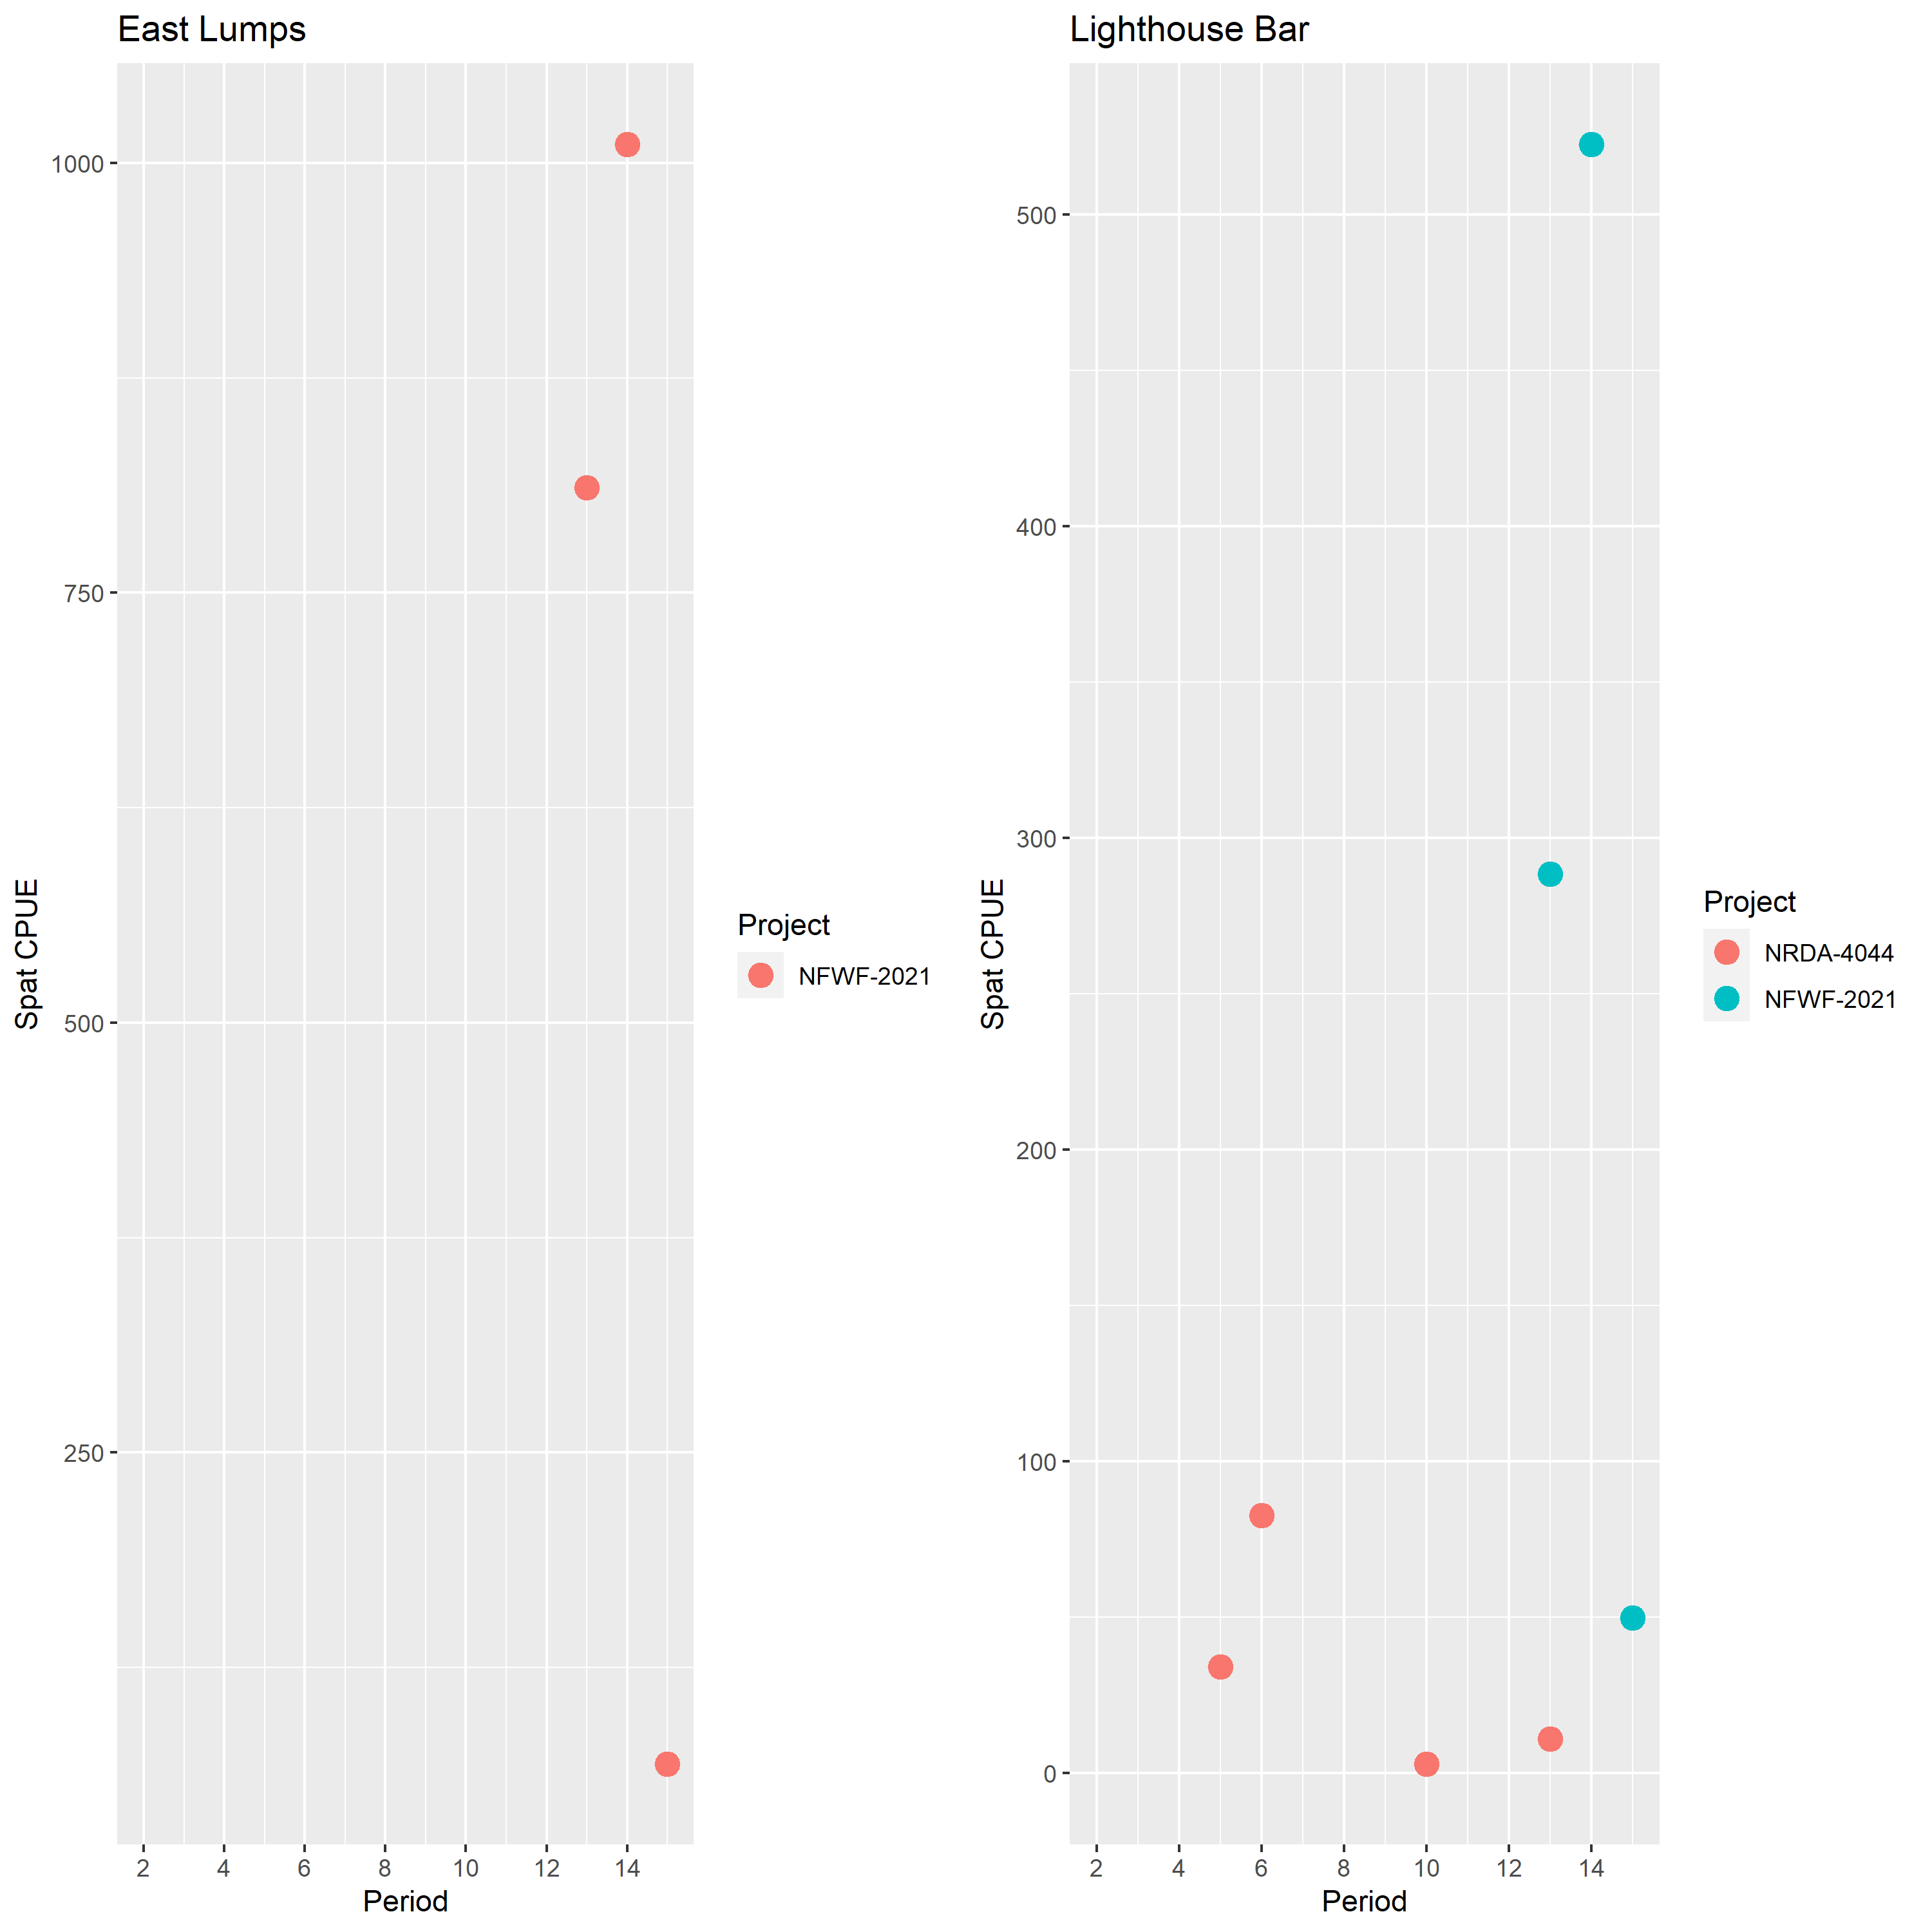 East Lumps
1000
750
500
250
Spat CPUE
2 4 6 8 10 12 14
Period
Project
NFWF-2021
Lighthouse Bar
500
400
300
200
100
0
Spat CPUE
2 4 6 8 10 12 14
Period
Project
NRDA-4044
NFWF-2021